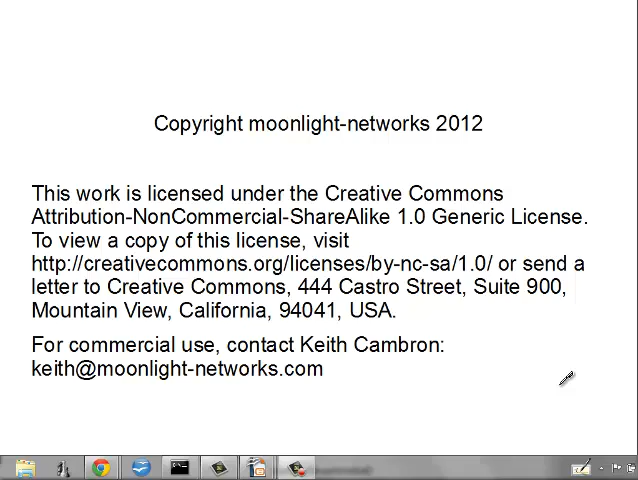 Copyright moonlight-networks 2012
This work is licensed under the Creative Commons
Attribution-NonCommercial-ShareAlike 1.0 Generic License.
To view a copy of this license, visit
http://creativecommons.org/licenses/by-nc-sa/1.0/ or send a
letter to Creative Commons, 444 Castro Street, Suite 900,
Mountain View, California, 94041, USA.
For commercial use, contact Keith Cambron:
keith@moonlight-networks.com